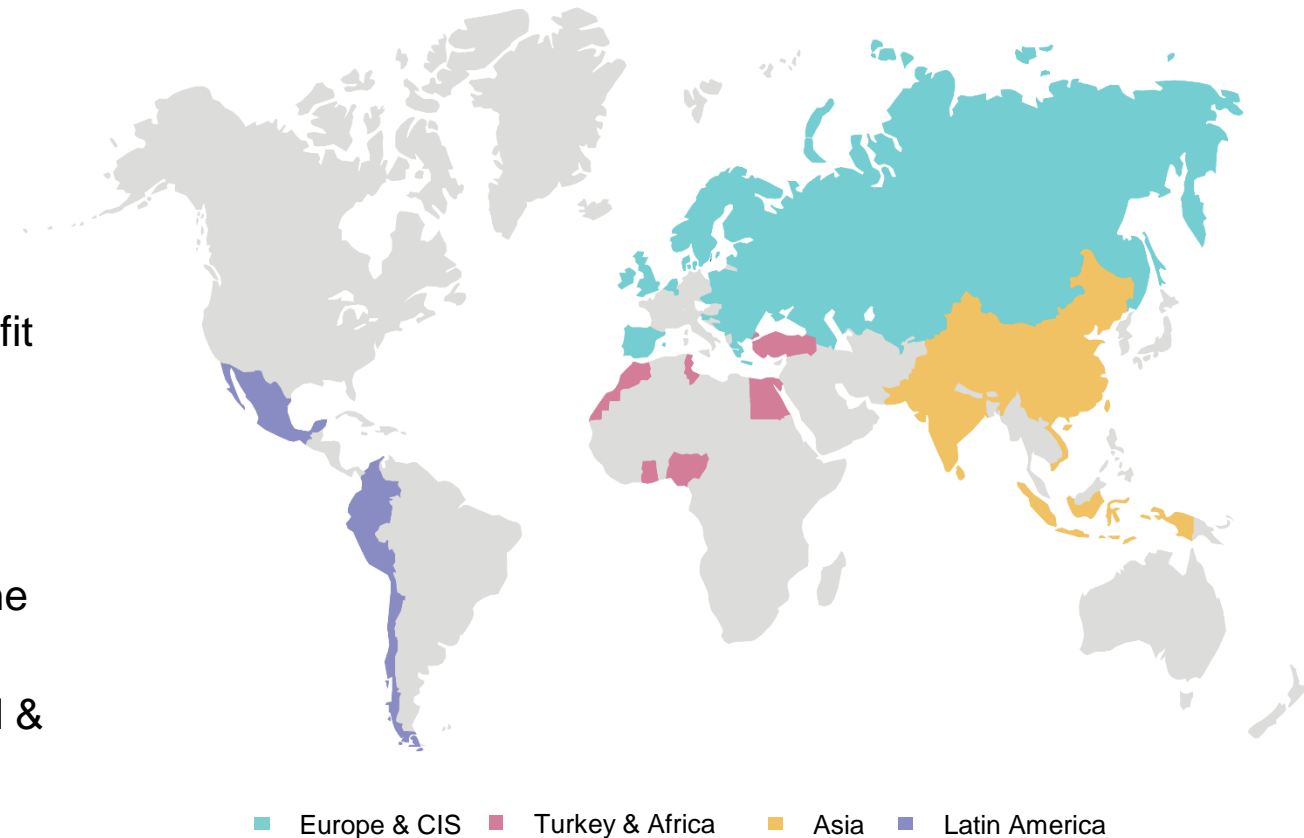 fit
ne
l &
Europe & CIS
Turkey & Africa
Asia
Latin America